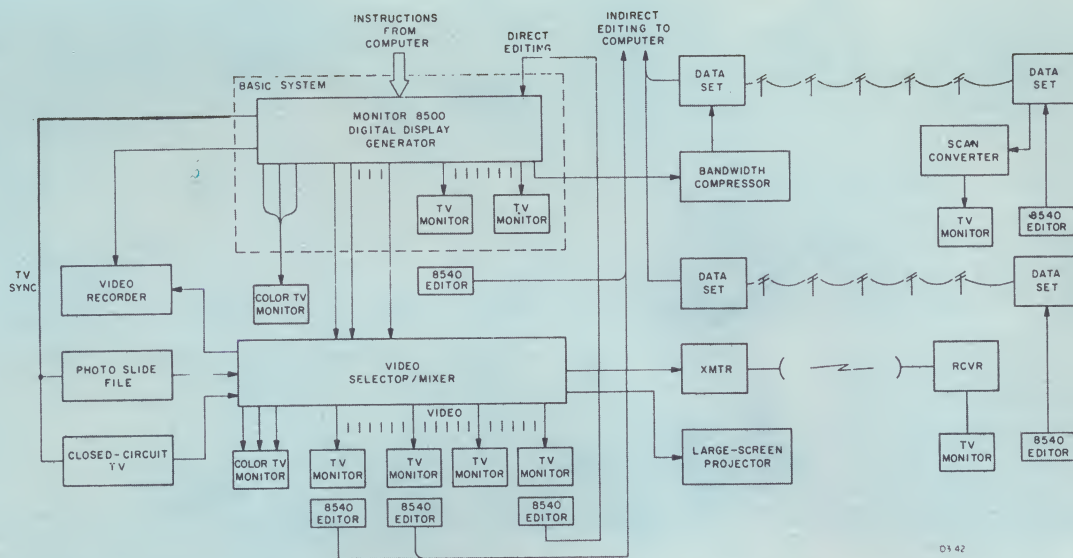 INSTRUCTIONS
FROM
COMPUTER
DIRECT
EDITING
INDIRECT
EDITING TO
COMPUTER
BASIC SYSTEM
MONITOR 8500
DIGITAL DISPLAY
GENERATOR
TV
MONITOR
TV
MONITOR
DATA
SET
DATA
SET
BANDWIDTH
COMPRESSOR
SCAN
CONVERTER
TV
MONITOR
8540
EDITOR
TV
SYNC
VIDEO
RECORDER
COLOR TV
MONITOR
8540
EDITOR
DATA
SET
DATA
SET
PHOTO SLIDE
FILE
VIDEO
SELECTOR/MIXER
XMTR
RCVR
CLOSED-CIRCUIT
TV
VIDEO
COLOR TV
MONITOR
TV
MONITOR
TV
MONITOR
TV
MONITOR
TV
MONITOR
LARGE-SCREEN
PROJECTOR
TV
MONITOR
8540
EDITOR
8540
EDITOR
8540
EDITOR
8540
EDITOR
D3 42